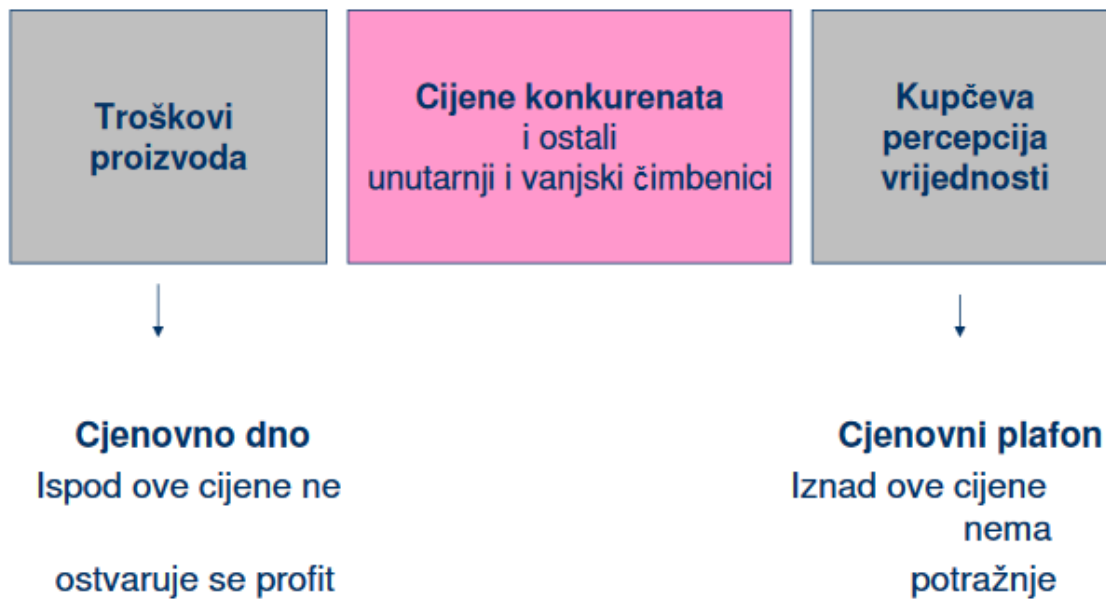 Troškovi
proizvoda
Cijene konkurenata
i ostali
unutarnji i vanjski čimbenici
Kupčeva
percepcija
vrijednosti
Cjenovno dno
Ispod ove cijene ne
ostvaruje se profit
Cjenovni plafon
Iznad ove cijene
nema
potražnje